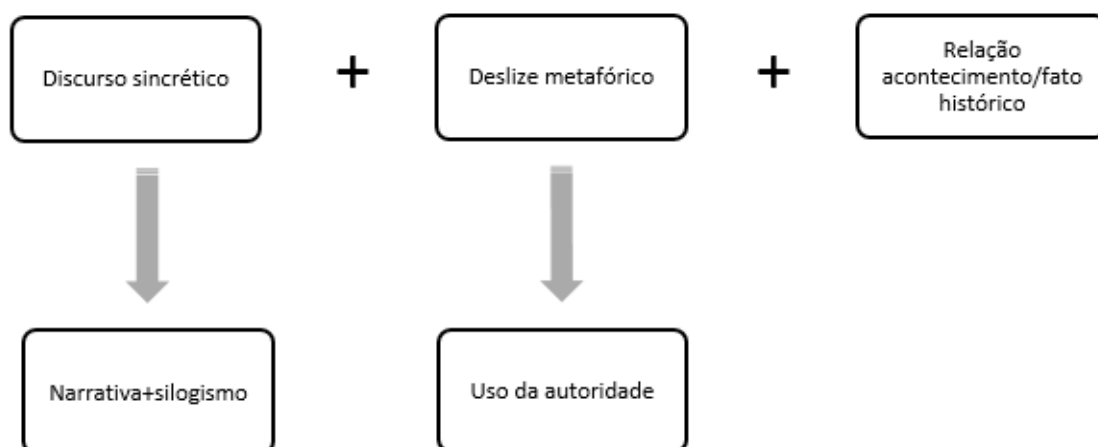 Discurso sincrético
+
Deslize metafórico
+
Relação
acontecimento/fato
histórico
Narrativa+silogismo
Uso da autoridade